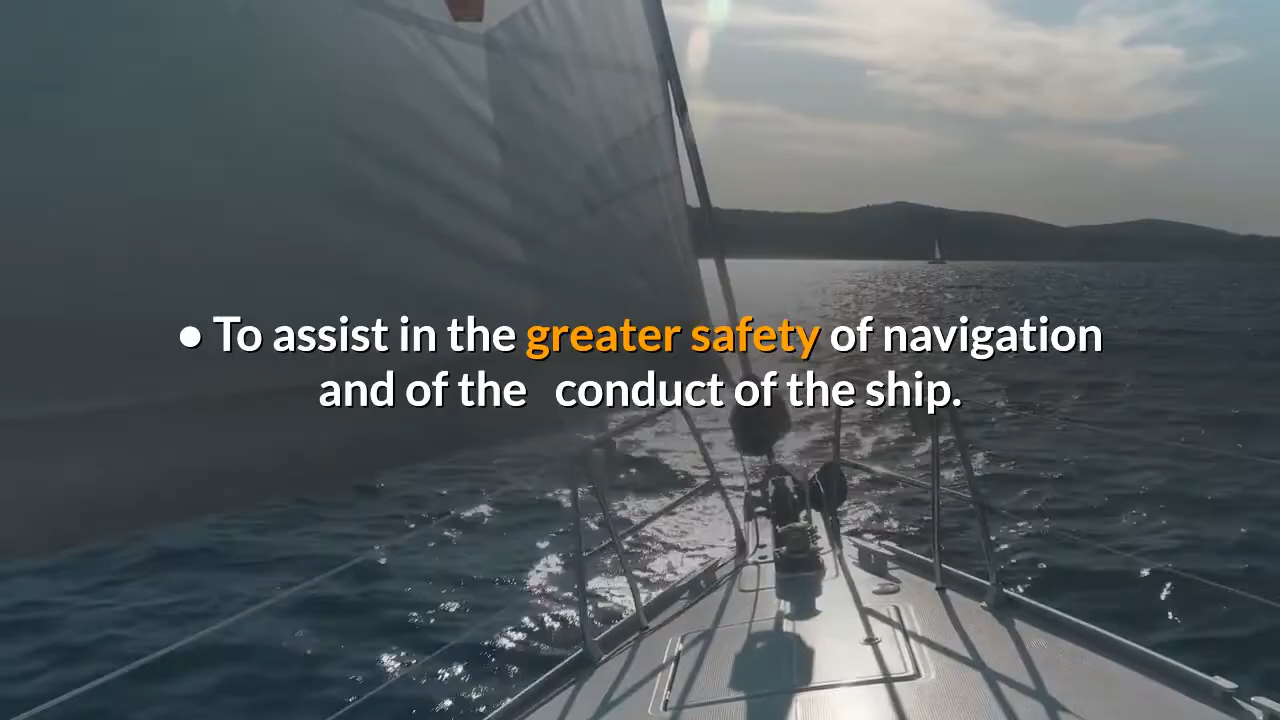 • To assist in the greater safety of navigation
and of the conduct of the ship.